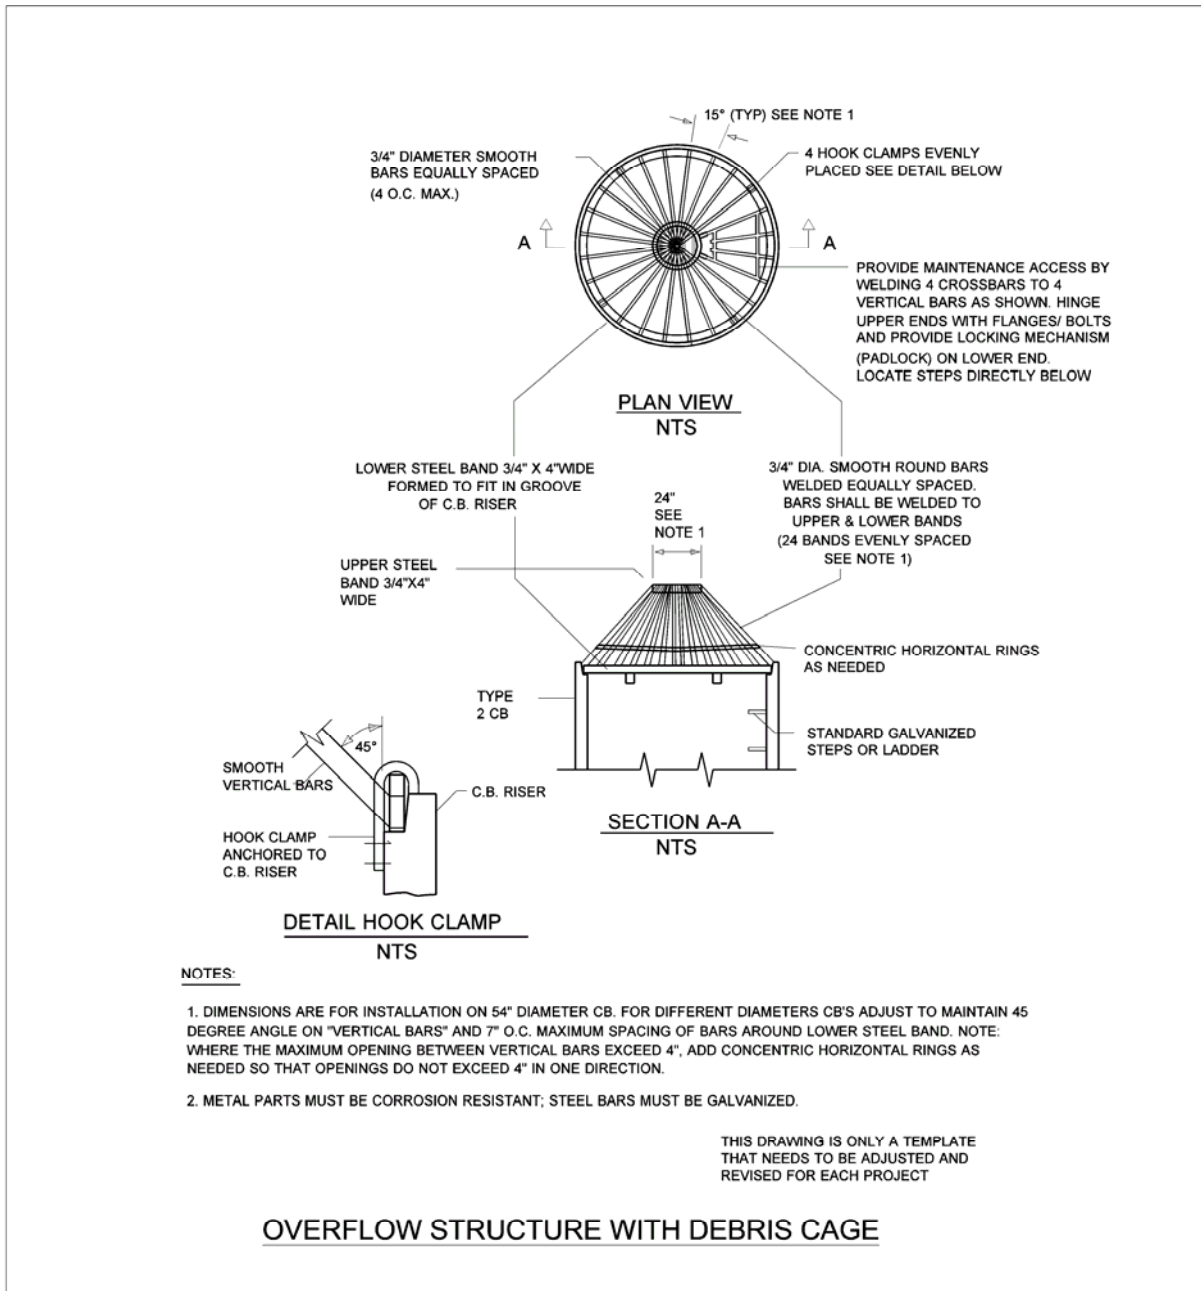 15° (TYP) SEE NOTE 1
3/4" DIAMETER SMOOTH
BARS EQUALLY SPACED
(4 O.C. MAX.)
4 HOOK CLAMPS EVENLY
PLACED SEE DETAIL BELOW
A
A
PROVIDE MAINTENANCE ACCESS BY
WELDING 4 CROSSBARS TO 4
VERTICAL BARS AS SHOWN. HINGE
UPPER ENDS WITH FLANGES/ BOLTS
AND PROVIDE LOCKING MECHANISM
(PADLOCK) ON LOWER END.
LOCATE STEPS DIRECTLY BELOW
PLAN VIEW
NTS
LOWER STEEL BAND 3/4" X 4"WIDE
FORMED TO FIT IN GROOVE
OF C.B. RISER
3/4" DIA. SMOOTH ROUND BARS
WELDED EQUALLY SPACED.
BARS SHALL BE WELDED TO
UPPER & LOWER BANDS
(24 BANDS EVENLY SPACED
SEE NOTE 1)
24"
SEE
NOTE 1
UPPER STEEL
BAND 3/4"X4"
WIDE
CONCENTRIC HORIZONTAL RINGS
AS NEEDED
TYPE
2 CB
STANDARD GALVANIZED
STEPS OR LADDER
45°
SMOOTH
VERTICAL BARS
C.B. RISER
HOOK CLAMP
ANCHORED TO
C.B. RISER
SECTION A-A
NTS
DETAIL HOOK CLAMP
NTS
NOTES:
1. DIMENSIONS ARE FOR INSTALLATION ON 54" DIAMETER CB. FOR DIFFERENT DIAMETERS CB'S ADJUST TO MAINTAIN 45
DEGREE ANGLE ON "VERTICAL BARS" AND 7" O.C. MAXIMUM SPACING OF BARS AROUND LOWER STEEL BAND. NOTE:
WHERE THE MAXIMUM OPENING BETWEEN VERTICAL BARS EXCEED 4", ADD CONCENTRIC HORIZONTAL RINGS AS
NEEDED SO THAT OPENINGS DO NOT EXCEED 4" IN ONE DIRECTION.
2. METAL PARTS MUST BE CORROSION RESISTANT; STEEL BARS MUST BE GALVANIZED.
THIS DRAWING IS ONLY A TEMPLATE
THAT NEEDS TO BE ADJUSTED AND
REVISED FOR EACH PROJECT
OVERFLOW STRUCTURE WITH DEBRIS CAGE